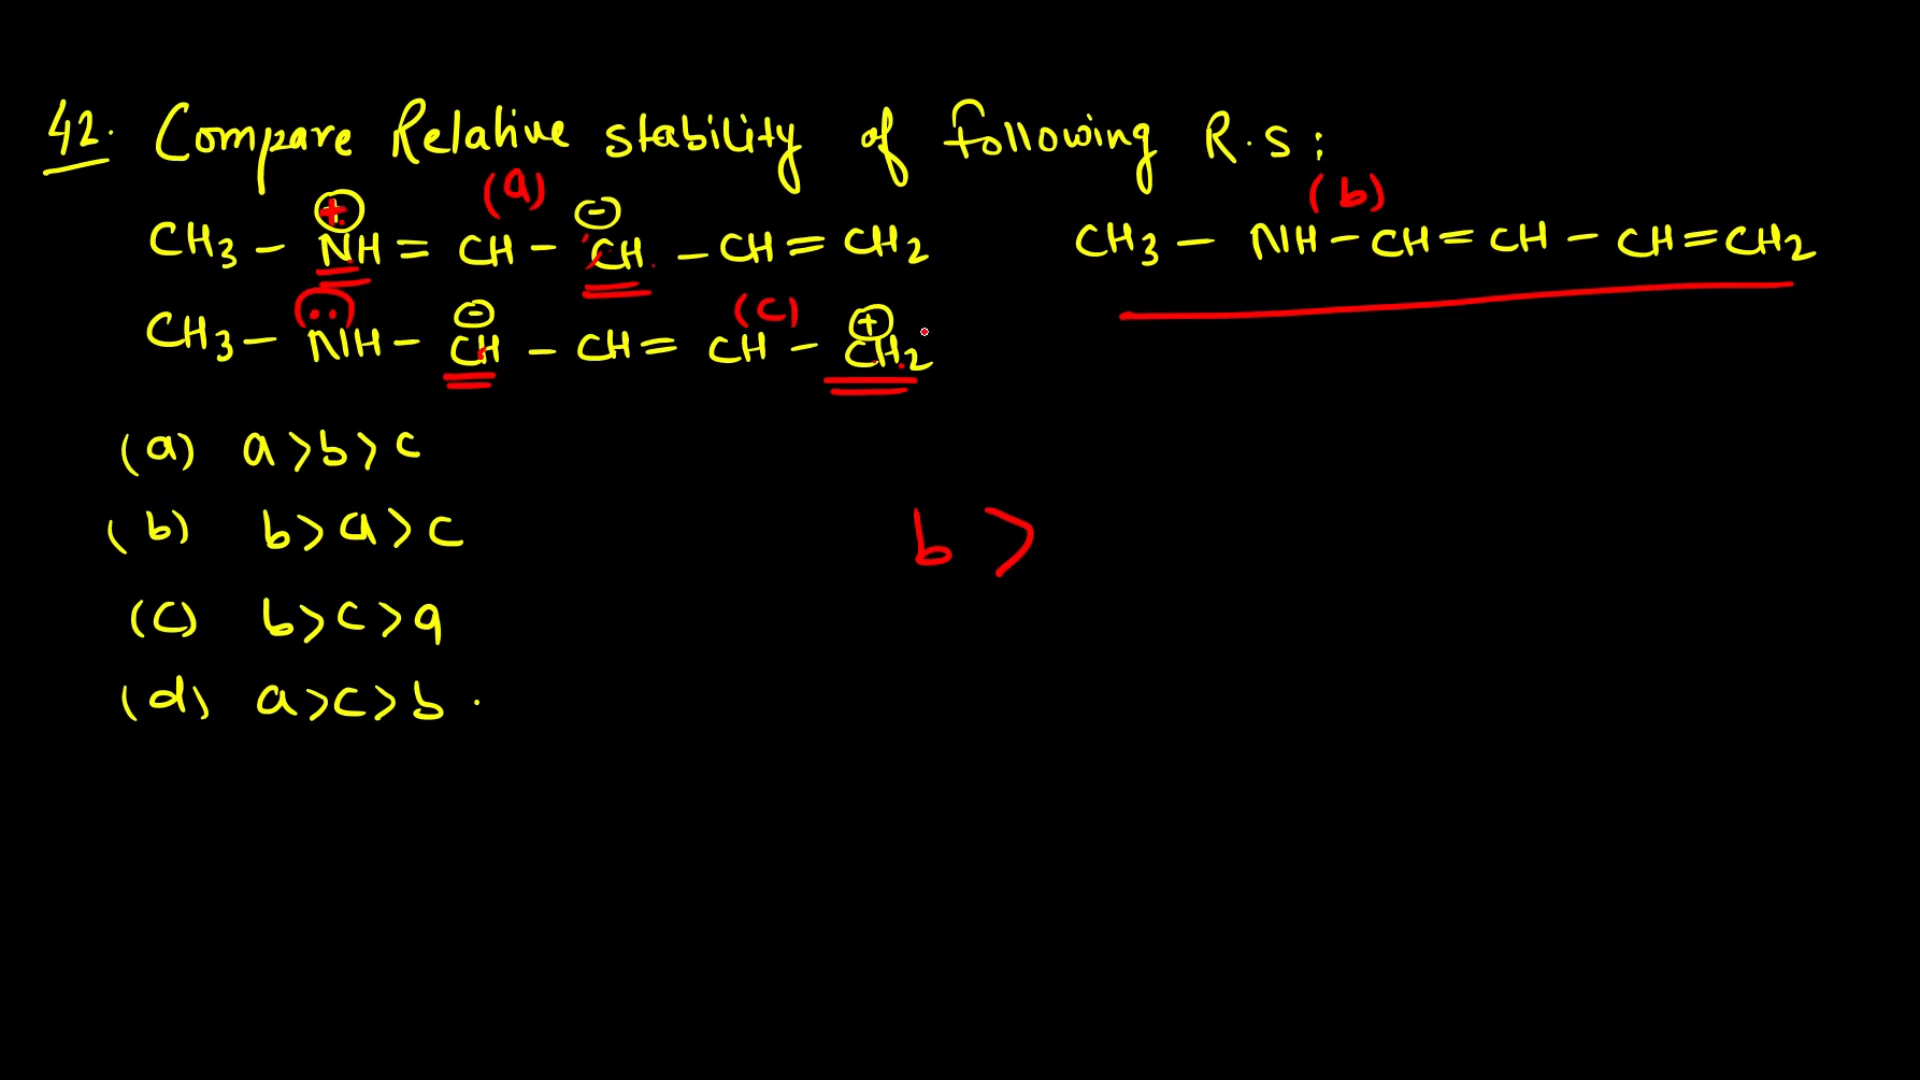 42. Compare Relative stability of following R.S:
(a) (b)
CH3 - NH⊕ = CH - CH⊖ - CH = CH2 CH3 - NH - CH = CH - CH = CH2
(c)
CH3 - NH - CH⊖ - CH = CH - CH2⊕
(a) a > b > c
(b) b > a > c
b >
(c) b > c > a
(d) a > c > b .